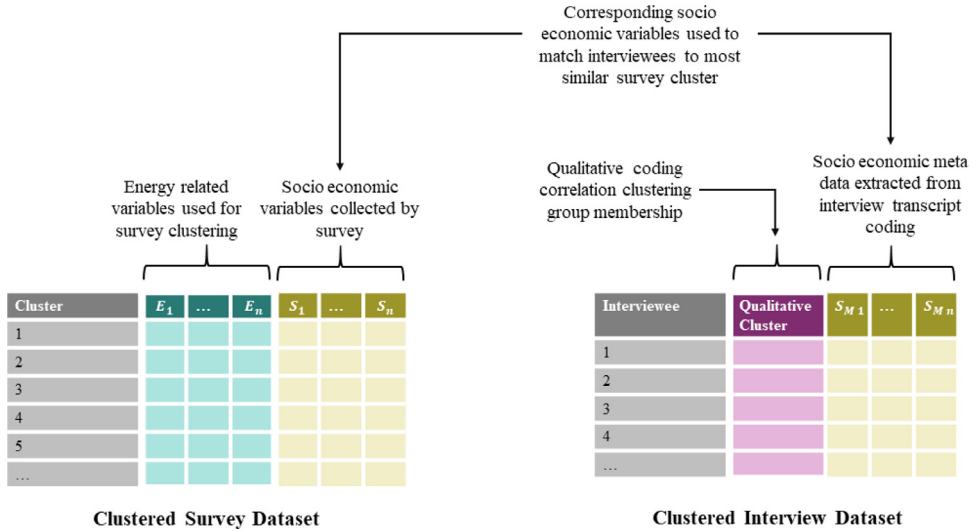 Corresponding socio
economic variables used to
match interviewees to most
similar survey cluster
Energy related
variables used for
survey clustering
Socio economic
variables collected by
survey
Qualitative coding
correlation clustering
group membership
Socio economic meta
data extracted from
interview transcript
coding
Cluster E₁ ... Eₙ S₁ ... Sₙ
1
2
3
4
5
...
Clustered Survey Dataset
Interviewee Qualitative S_{M 1} ... S_{M n}
Cluster
1
2
3
4
...
Clustered Interview Dataset